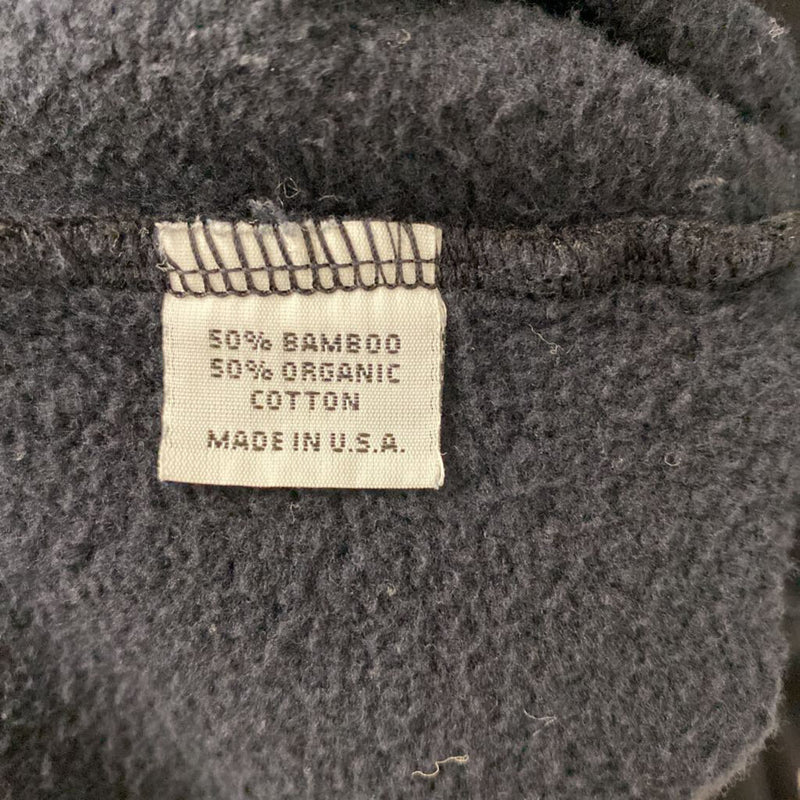 50% BAMBOO
50% ORGANIC
COTTON
MADE IN U.S.A.